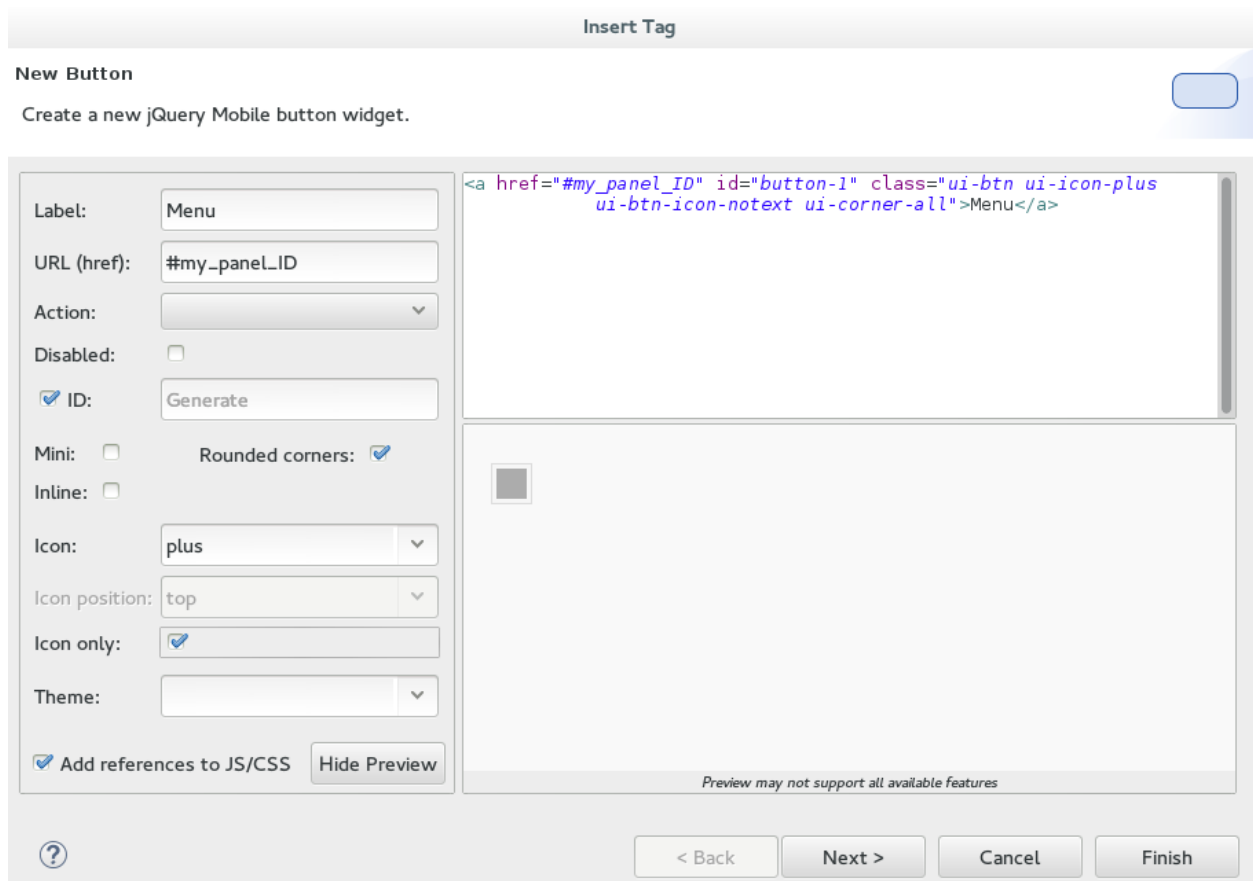 Insert Tag
New Button
Create a new jQuery Mobile button widget.
Label: Menu
URL (href): #my_panel_ID
Action:
Disabled:
ID: Generate
Mini: Rounded corners:
Inline:
Icon: plus
Icon position: top
Icon only:
Theme:
Add references to JS/CSS Hide Preview
<a href="#my_panel_ID" id="button-1" class="ui-btn ui-icon-plus
ui-btn-icon-notext ui-corner-all">Menu</a>
Preview may not support all available features
? < Back Next > Cancel Finish